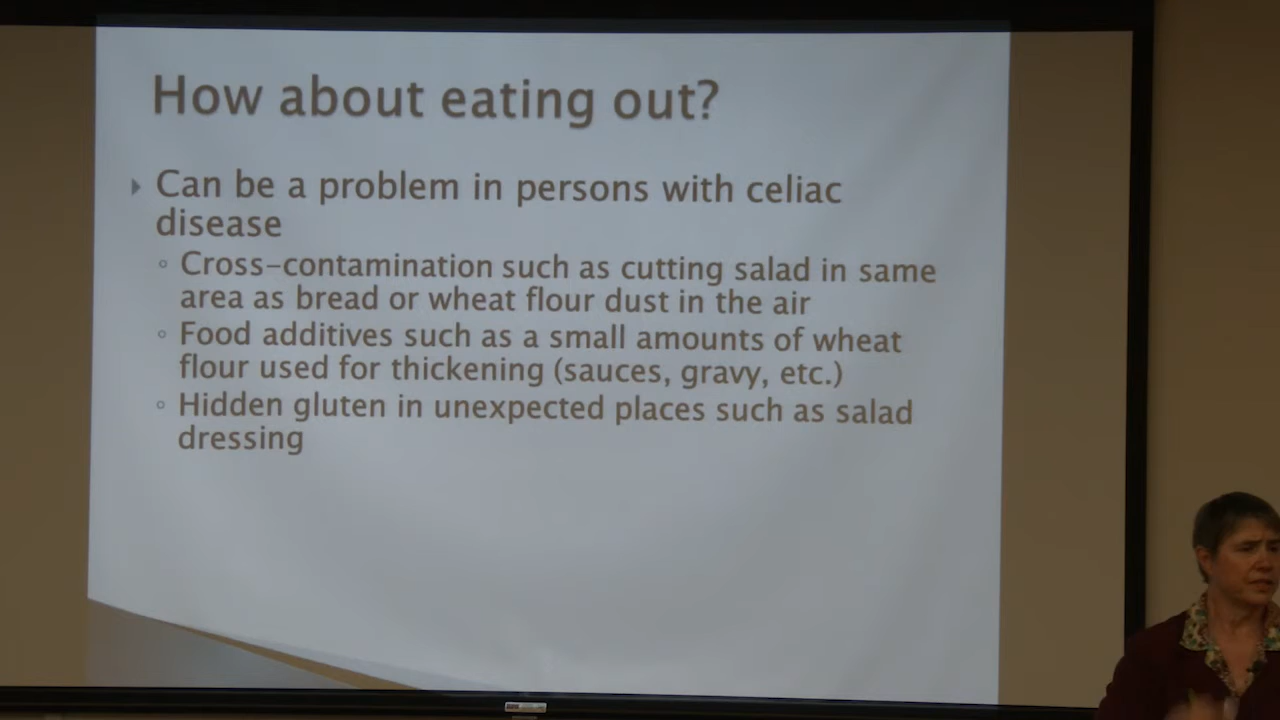 How about eating out?
Can be a problem in persons with celiac
disease
Cross-contamination such as cutting salad in same
area as bread or wheat flour dust in the air
Food additives such as a small amounts of wheat
flour used for thickening (sauces, gravy, etc.)
Hidden gluten in unexpected places such as salad
dressing